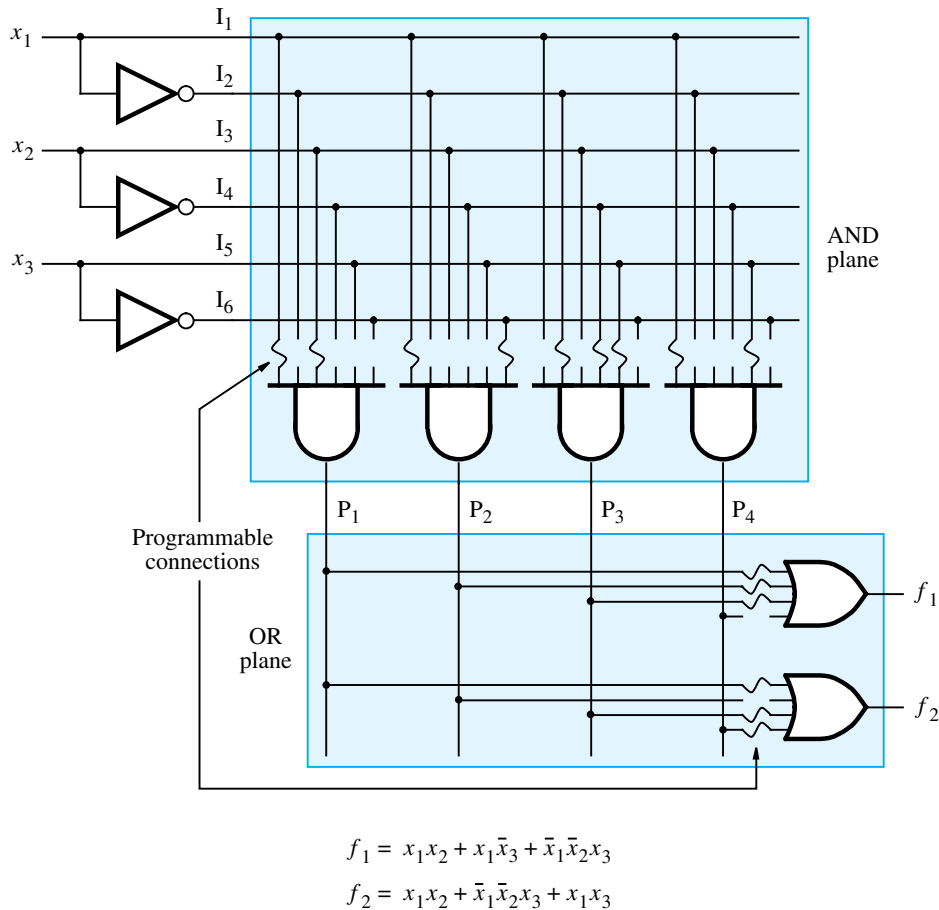 x₁
I₁
I₂
x₂
I₃
I₄
x₃
I₅
I₆
AND
plane
P₁
P₂
P₃
P₄
Programmable
connections
OR
plane
f₁
f₂
f₁ = x₁x₂ + x₁x̄₃ + x̄₁x̄₂x₃
f₂ = x₁x₂ + x̄₁x̄₂x₃ + x₁x₃